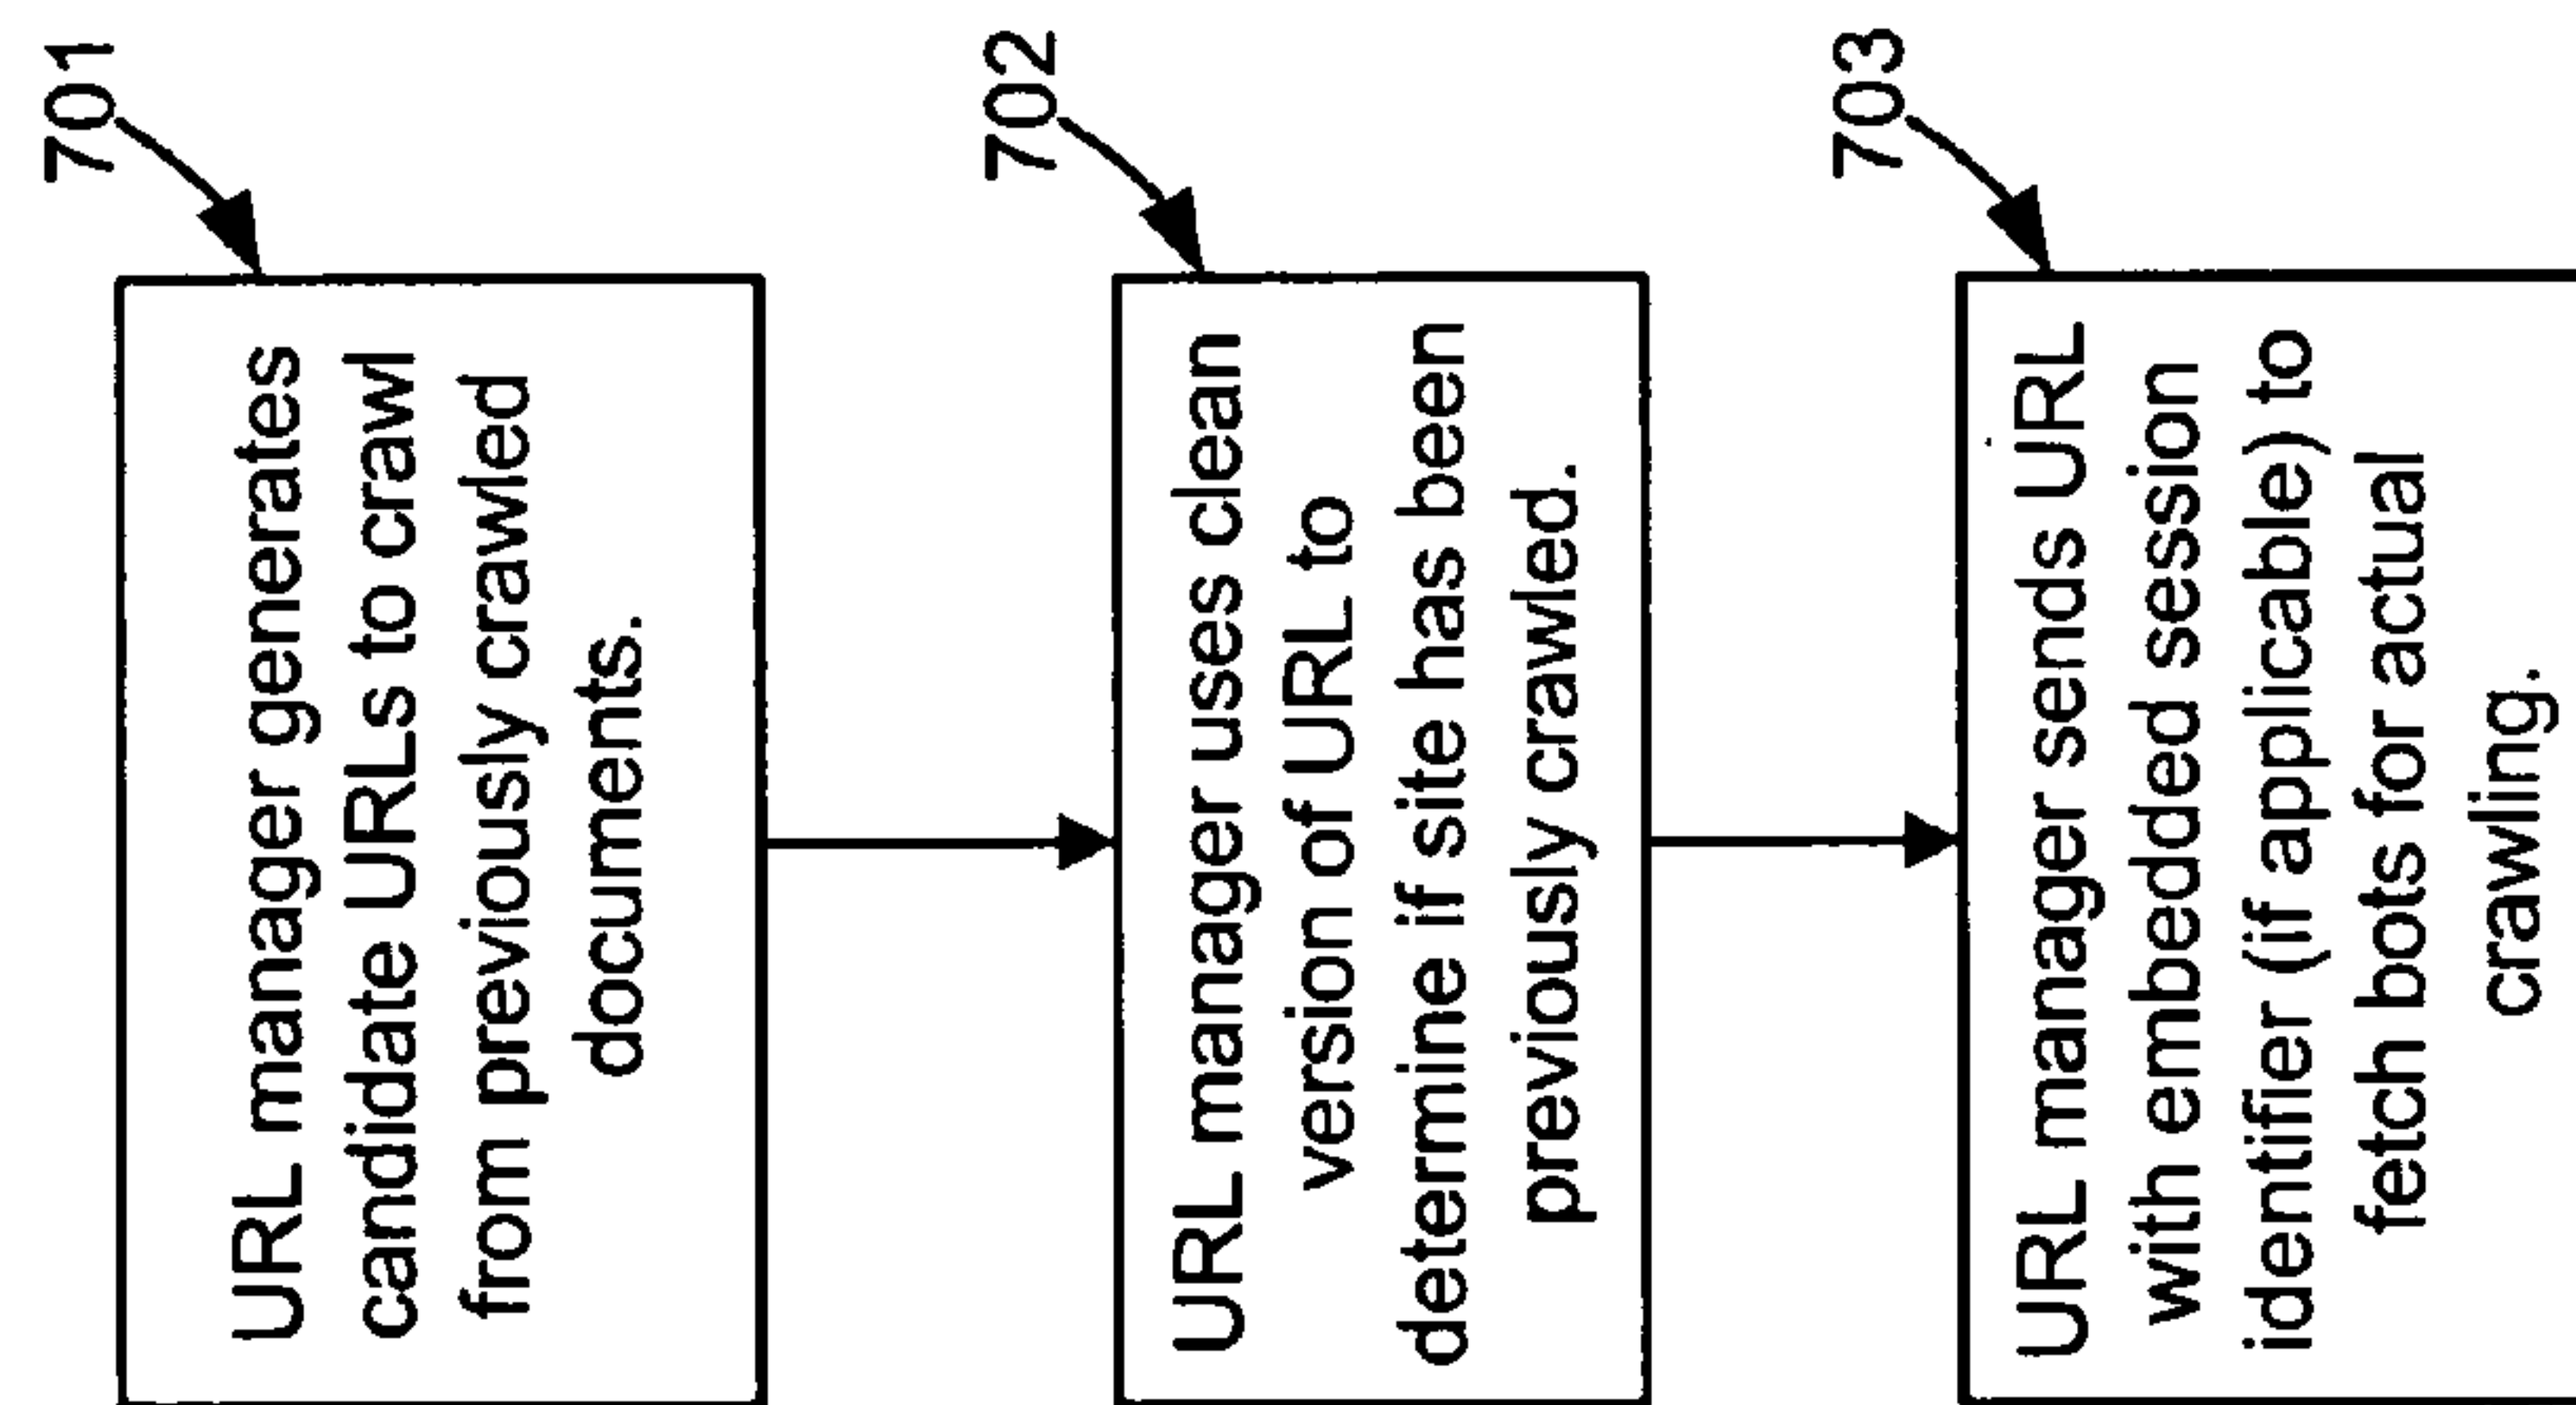 701
URL manager generates
candidate URLs to crawl
from previously crawled
documents.
702
URL manager uses clean
version of URL to
determine if site has been
previously crawled.
703
URL manager sends URL
with embedded session
identifier (if applicable) to
fetch bots for actual
crawling.